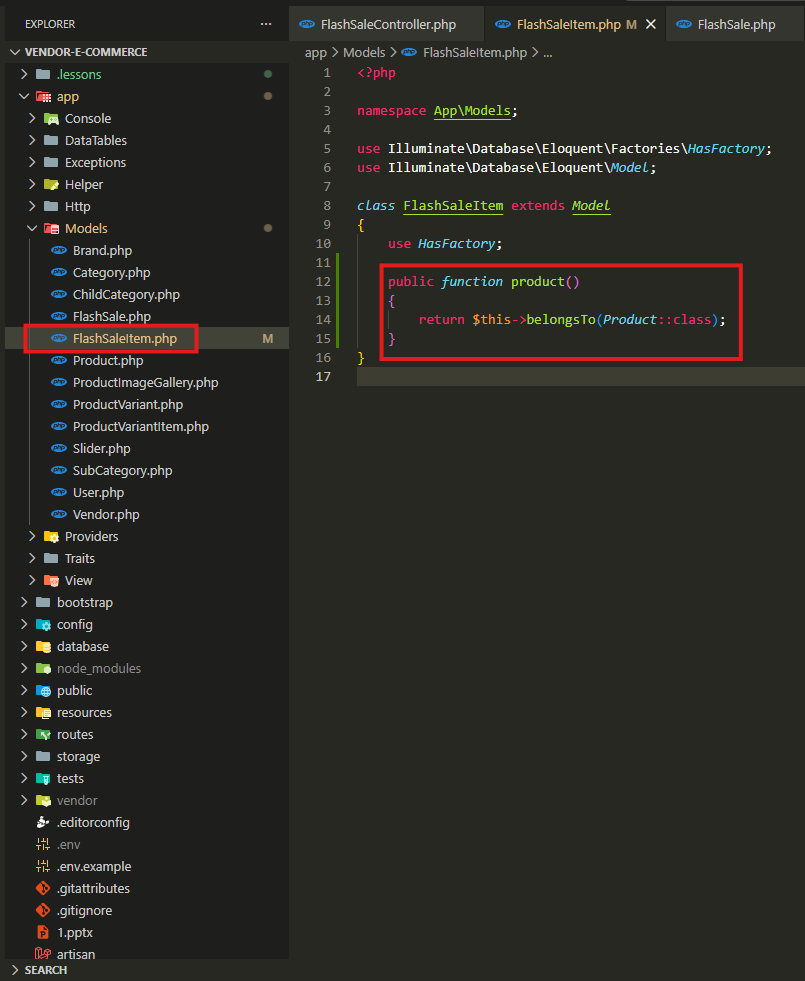 EXPLORER
VENDOR-E-COMMERCE
.lessons
app
Console
DataTables
Exceptions
Helper
Http
Models
Brand.php
Category.php
ChildCategory.php
FlashSale.php
FlashSaleItem.php M
Product.php
ProductImageGallery.php
ProductVariant.php
ProductVariantItem.php
Slider.php
SubCategory.php
User.php
Vendor.php
Providers
Traits
View
bootstrap
config
database
node_modules
public
resources
routes
storage
tests
vendor
.editorconfig
.env
.env.example
.gitattributes
.gitignore
1.pptx
artisan
SEARCH
FlashSaleController.php FlashSaleItem.php M FlashSale.php
app > Models > FlashSaleItem.php > ...
1 <?php
2
3 namespace App\Models;
4
5 use Illuminate\Database\Eloquent\Factories\HasFactory;
6 use Illuminate\Database\Eloquent\Model;
7
8 class FlashSaleItem extends Model
9 {
10 use HasFactory;
11
12 public function product()
13 {
14 return $this->belongsTo(Product::class);
15 }
16 }
17